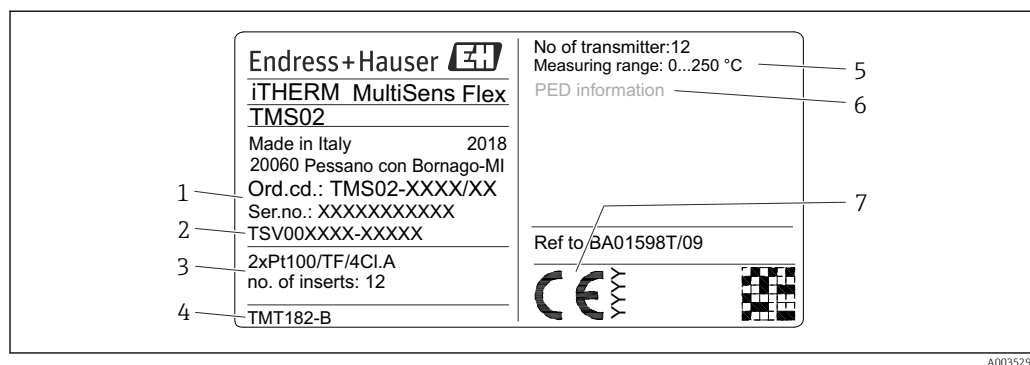 Endress+Hauser EH
iTHERM MultiSens Flex
TMS02
Made in Italy 2018
20060 Pessano con Bornago-MI
Ord.cd.: TMS02-XXXX/XX
Ser.no.: XXXXXXXXXXX
TSV00XXXX-XXXXX
2xPt100/TF/4Cl.A
no. of inserts: 12
TMT182-B
1
2
3
4
No of transmitter:12
Measuring range: 0...250 °C
PED information
Ref to BA01598T/09
CE YYYY
5
6
7
A003529